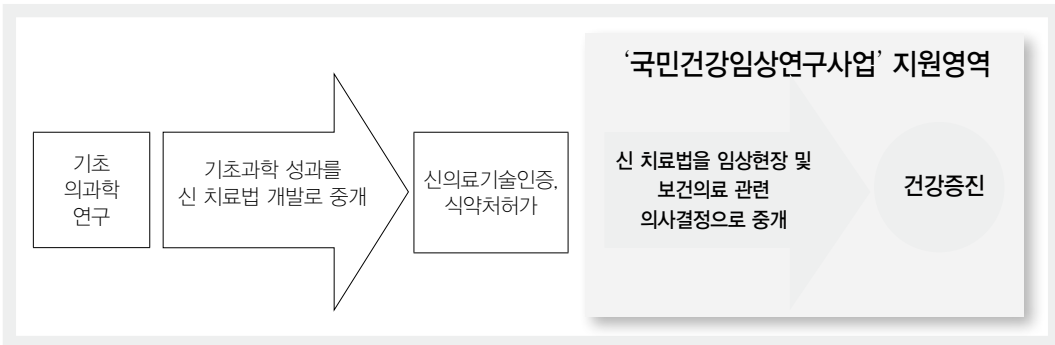 '국민건강임상연구사업' 지원영역
기초
의과학
연구
기초과학 성과를
신 치료법 개발로 중개
신의료기술인증,
식약처허가
신 치료법을 임상현장 및
보건의료 관련
의사결정으로 중개
건강증진